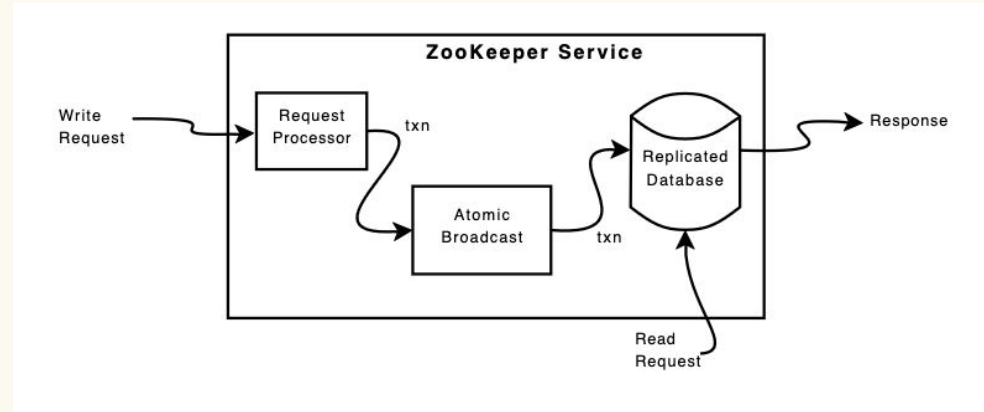 ZooKeeper Service
Write
Request
Request
Processor
txn
Atomic
Broadcast
txn
Replicated
Database
Response
Read
Request